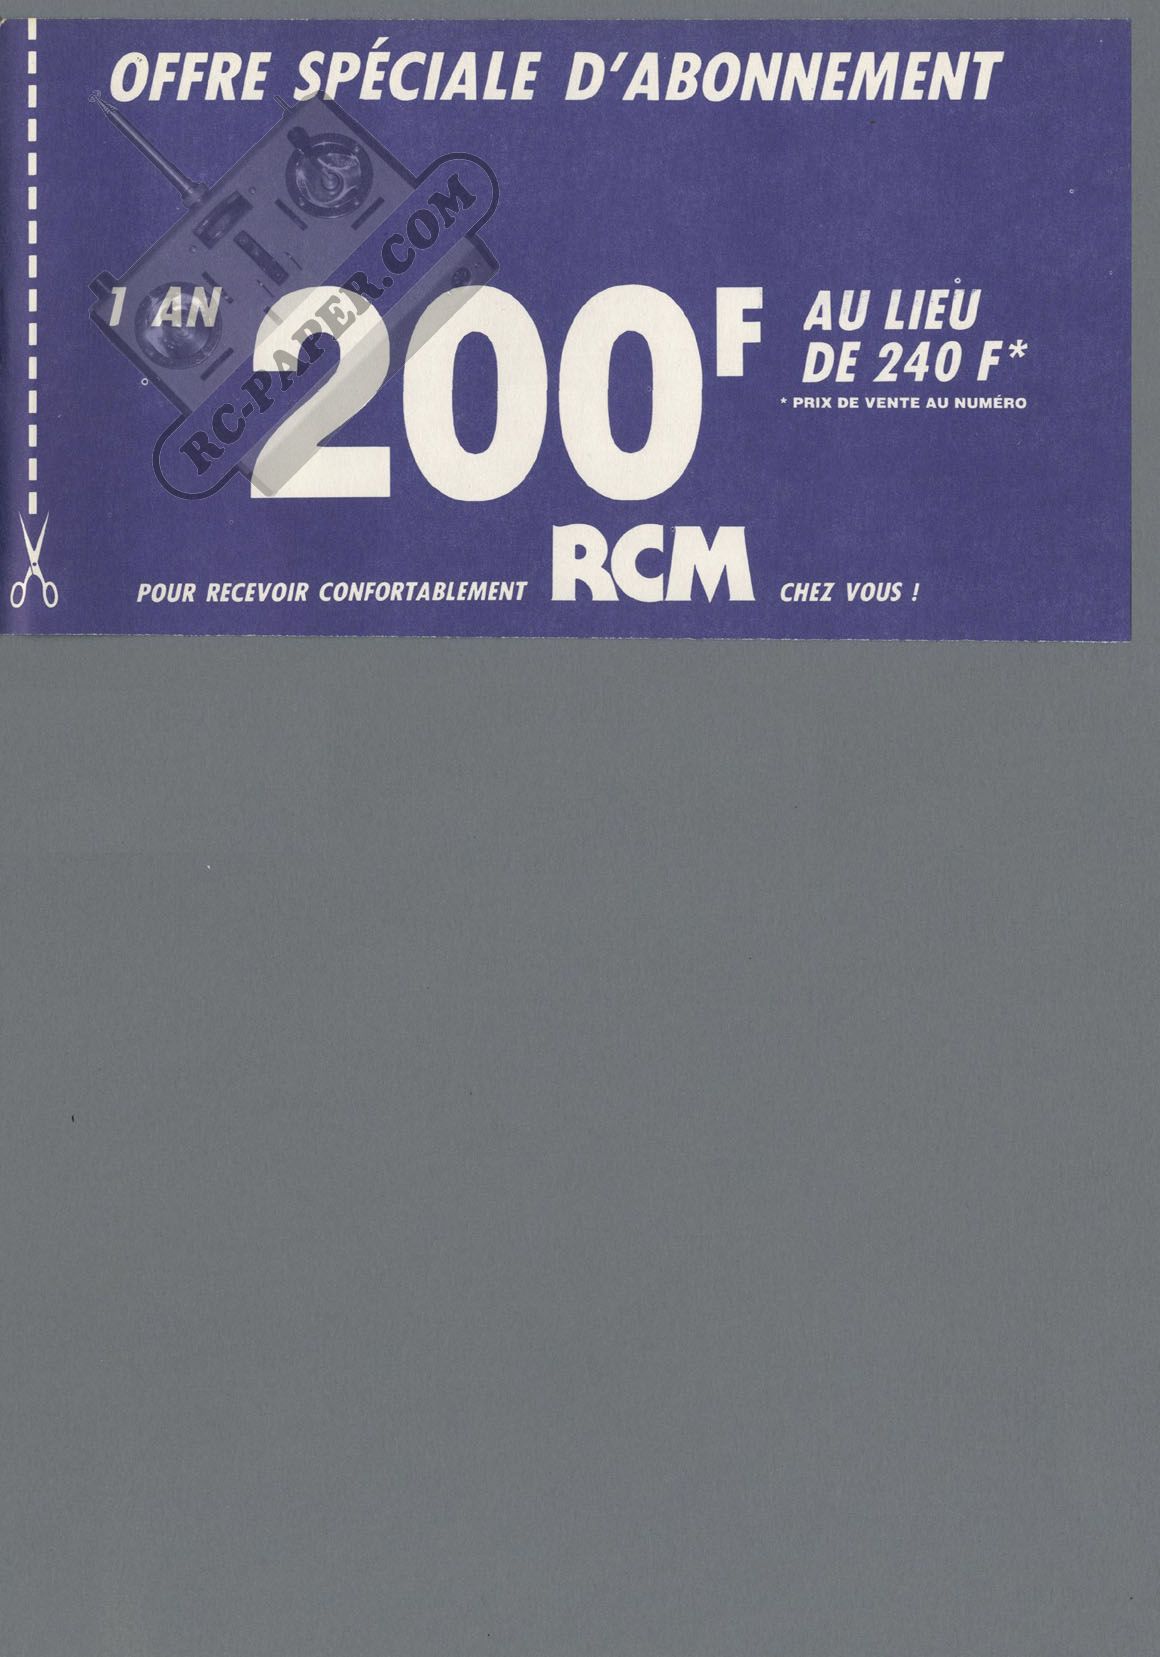 OFFRE SPÉCIALE D'ABONNEMENT
1 AN
200F
AU LIEU
DE 240 F*
* PRIX DE VENTE AU NUMÉRO
RC-PAPER.COM
POUR RECEVOIR CONFORTABLEMENT RCM CHEZ VOUS !